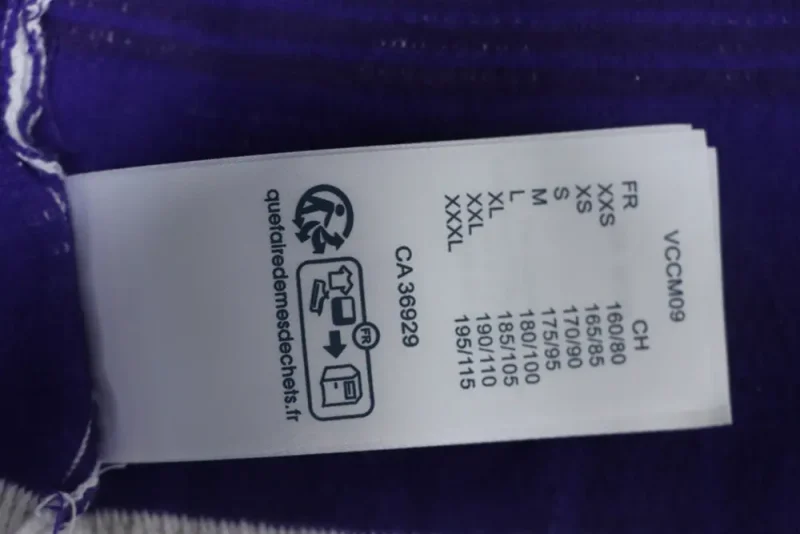 VCCM09
FR CH
XXS 160/80
XS 165/85
S 170/90
M 175/95
L 180/100
XL 185/105
XXL 190/110
XXXL 195/115
CA 36929
FR
quefairedemesdechets.fr